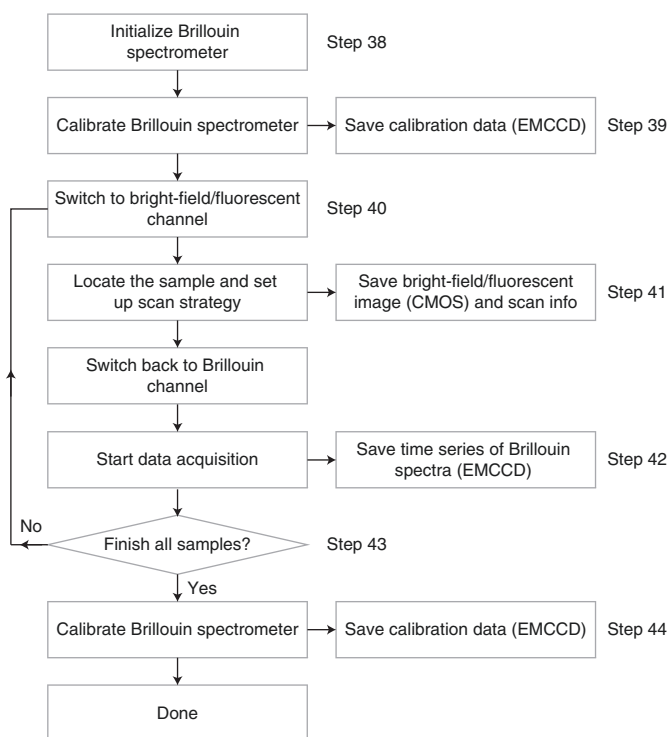 Initialize Brillouin
spectrometer
Step 38
Calibrate Brillouin spectrometer
Save calibration data (EMCCD)
Step 39
Switch to bright-field/fluorescent
channel
Step 40
Locate the sample and set
up scan strategy
Save bright-field/fluorescent
image (CMOS) and scan info
Step 41
Switch back to Brillouin
channel
Start data acquisition
Save time series of Brillouin
spectra (EMCCD)
Step 42
No
Finish all samples?
Step 43
Yes
Calibrate Brillouin spectrometer
Save calibration data (EMCCD)
Step 44
Done